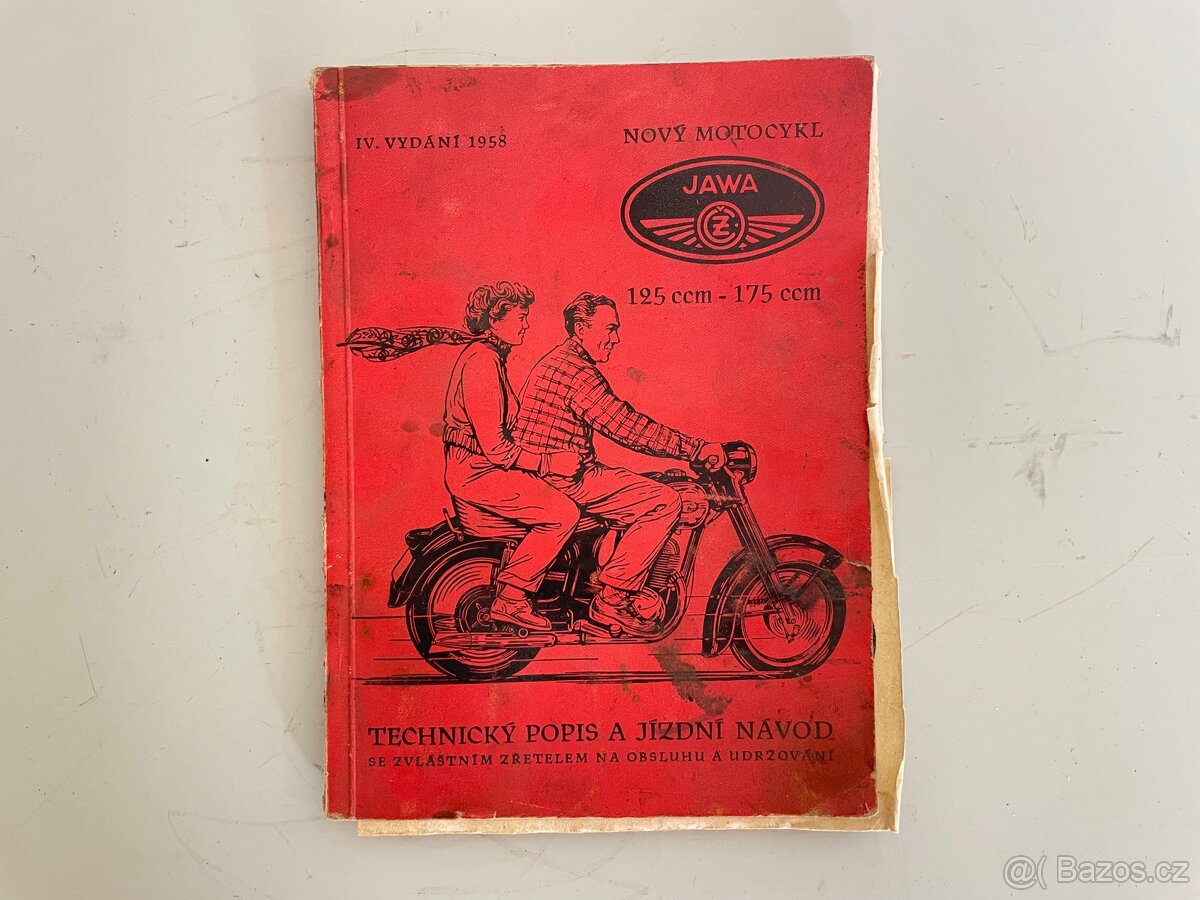 IV. VYDÁNÍ 1958
NOVÝ MOTOCYKL
JAWA
ČZ
125 ccm - 175 ccm
TECHNICKÝ POPIS A JÍZDNÍ NÁVOD
SE ZVLÁŠTNÍM ZŘETELEM NA OBSLUHU A UDRŽOVÁNÍ
@( Bazos.cz